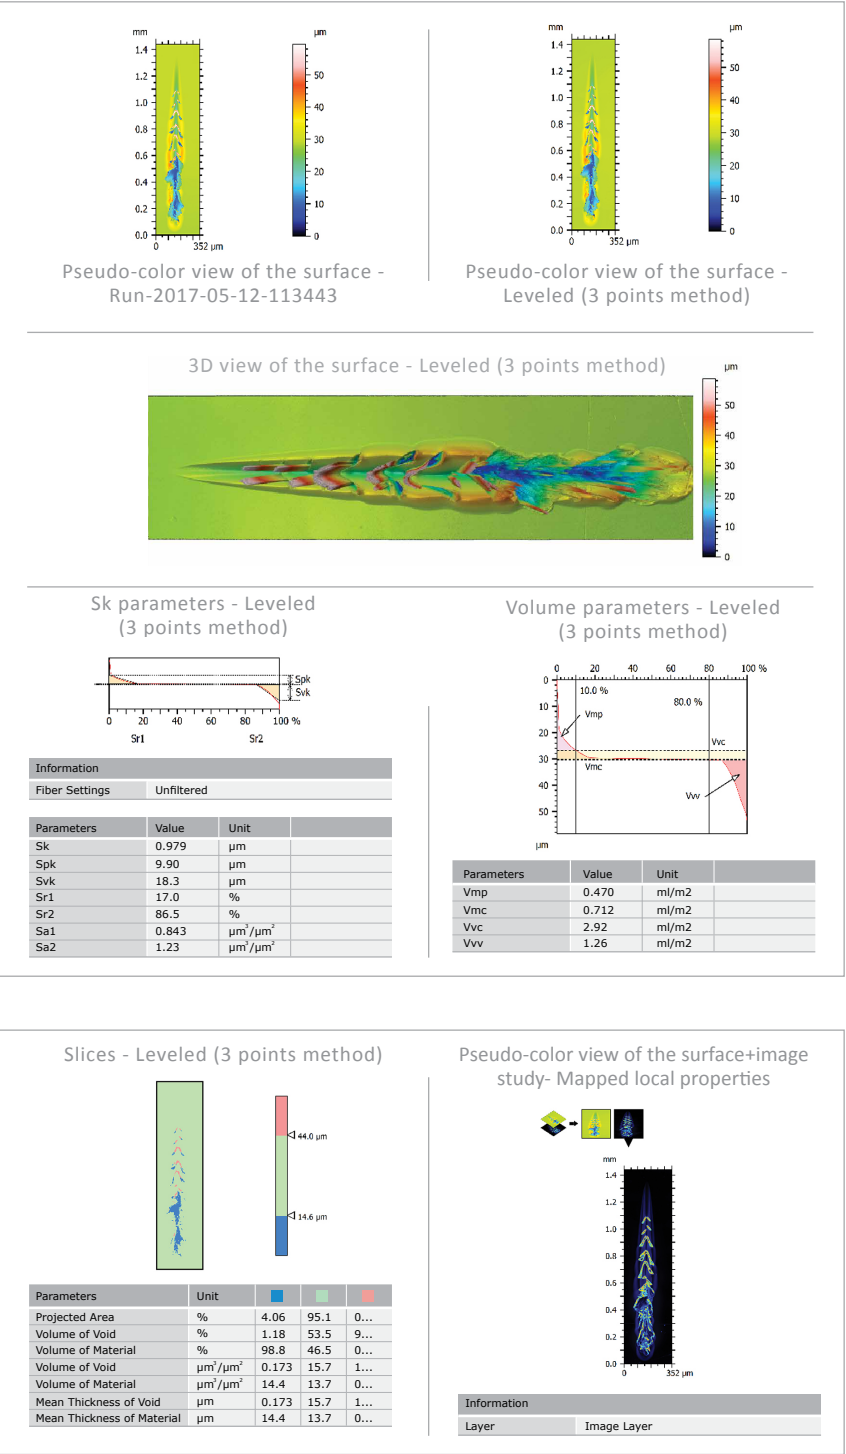 mm
µm
1.4
1.2
1.0
0.8
0.6
0.4
0.2
0.0
0
352 µm
50
40
30
20
10
0
Pseudo-color view of the surface -
Run-2017-05-12-113443
mm
µm
1.4
1.2
1.0
0.8
0.6
0.4
0.2
0.0
0
352 µm
50
40
30
20
10
0
Pseudo-color view of the surface -
Leveled (3 points method)
3D view of the surface - Leveled (3 points method)
µm
50
40
30
20
10
0
Sk parameters - Leveled
(3 points method)
Spk
Svk
0 20 40 60 80 100 %
Sr1 Sr2
Information
Fiber Settings Unfiltered
Parameters Value Unit
Sk 0.979 µm
Spk 9.90 µm
Svk 18.3 µm
Sr1 17.0 %
Sr2 86.5 %
Sa1 0.843 µm³/µm²
Sa2 1.23 µm³/µm²
Volume parameters - Leveled
(3 points method)
0 20 40 60 80 100 %
0
10
20
30
40
50
µm
10.0 %
80.0 %
Vmp
Vvc
Vmc
Vvv
Parameters Value Unit
Vmp 0.470 ml/m2
Vmc 0.712 ml/m2
Vvc 2.92 ml/m2
Vvv 1.26 ml/m2
Slices - Leveled (3 points method)
44.0 µm
14.6 µm
Parameters Unit
Projected Area % 4.06 95.1 0...
Volume of Void % 1.18 53.5 9...
Volume of Material % 98.8 46.5 0...
Volume of Void µm³/µm² 0.173 15.7 1...
Volume of Material µm³/µm² 14.4 13.7 0...
Mean Thickness of Void µm 0.173 15.7 1...
Mean Thickness of Material µm 14.4 13.7 0...
Pseudo-color view of the surface+image
study- Mapped local properties
mm
1.4
1.2
1.0
0.8
0.6
0.4
0.2
0.0
0
352 µm
Information
Layer Image Layer